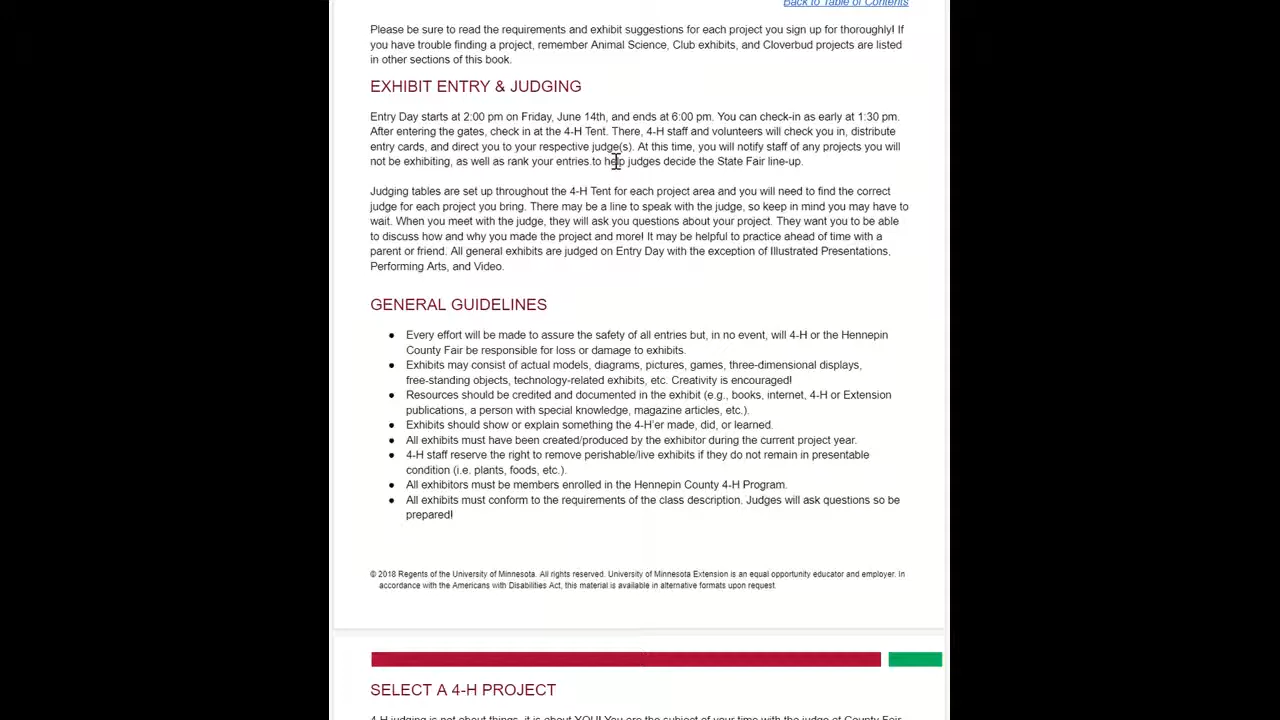 Back to Table of Contents
Please be sure to read the requirements and exhibit suggestions for each project you sign up for thoroughly! If
you have trouble finding a project, remember Animal Science, Club exhibits, and Cloverbud projects are listed
in other sections of this book.
EXHIBIT ENTRY & JUDGING
Entry Day starts at 2:00 pm on Friday, June 14th, and ends at 6:00 pm. You can check-in as early at 1:30 pm.
After entering the gates, check in at the 4-H Tent. There, 4-H staff and volunteers will check you in, distribute
entry cards, and direct you to your respective judge(s). At this time, you will notify staff of any projects you will
not be exhibiting, as well as rank your entries to help judges decide the State Fair line-up.
Judging tables are set up throughout the 4-H Tent for each project area and you will need to find the correct
judge for each project you bring. There may be a line to speak with the judge, so keep in mind you may have to
wait. When you meet with the judge, they will ask you questions about your project. They want you to be able
to discuss how and why you made the project and more! It may be helpful to practice ahead of time with a
parent or friend. All general exhibits are judged on Entry Day with the exception of Illustrated Presentations,
Performing Arts, and Video.
GENERAL GUIDELINES
● Every effort will be made to assure the safety of all entries but, in no event, will 4-H or the Hennepin
County Fair be responsible for loss or damage to exhibits.
● Exhibits may consist of actual models, diagrams, pictures, games, three-dimensional displays,
free-standing objects, technology-related exhibits, etc. Creativity is encouraged!
● Resources should be credited and documented in the exhibit (e.g., books, internet, 4-H or Extension
publications, a person with special knowledge, magazine articles, etc.).
● Exhibits should show or explain something the 4-H'er made, did, or learned.
● All exhibits must have been created/produced by the exhibitor during the current project year.
● 4-H staff reserve the right to remove perishable/live exhibits if they do not remain in presentable
condition (i.e. plants, foods, etc.).
● All exhibitors must be members enrolled in the Hennepin County 4-H Program.
● All exhibits must conform to the requirements of the class description. Judges will ask questions so be
prepared!
© 2018 Regents of the University of Minnesota. All rights reserved. University of Minnesota Extension is an equal opportunity educator and employer. In
accordance with the Americans with Disabilities Act, this material is available in alternative formats upon request.
SELECT A 4-H PROJECT
4-H judging is not about things, it is about YOU! You are the subject of your time with the judge at County Fair.